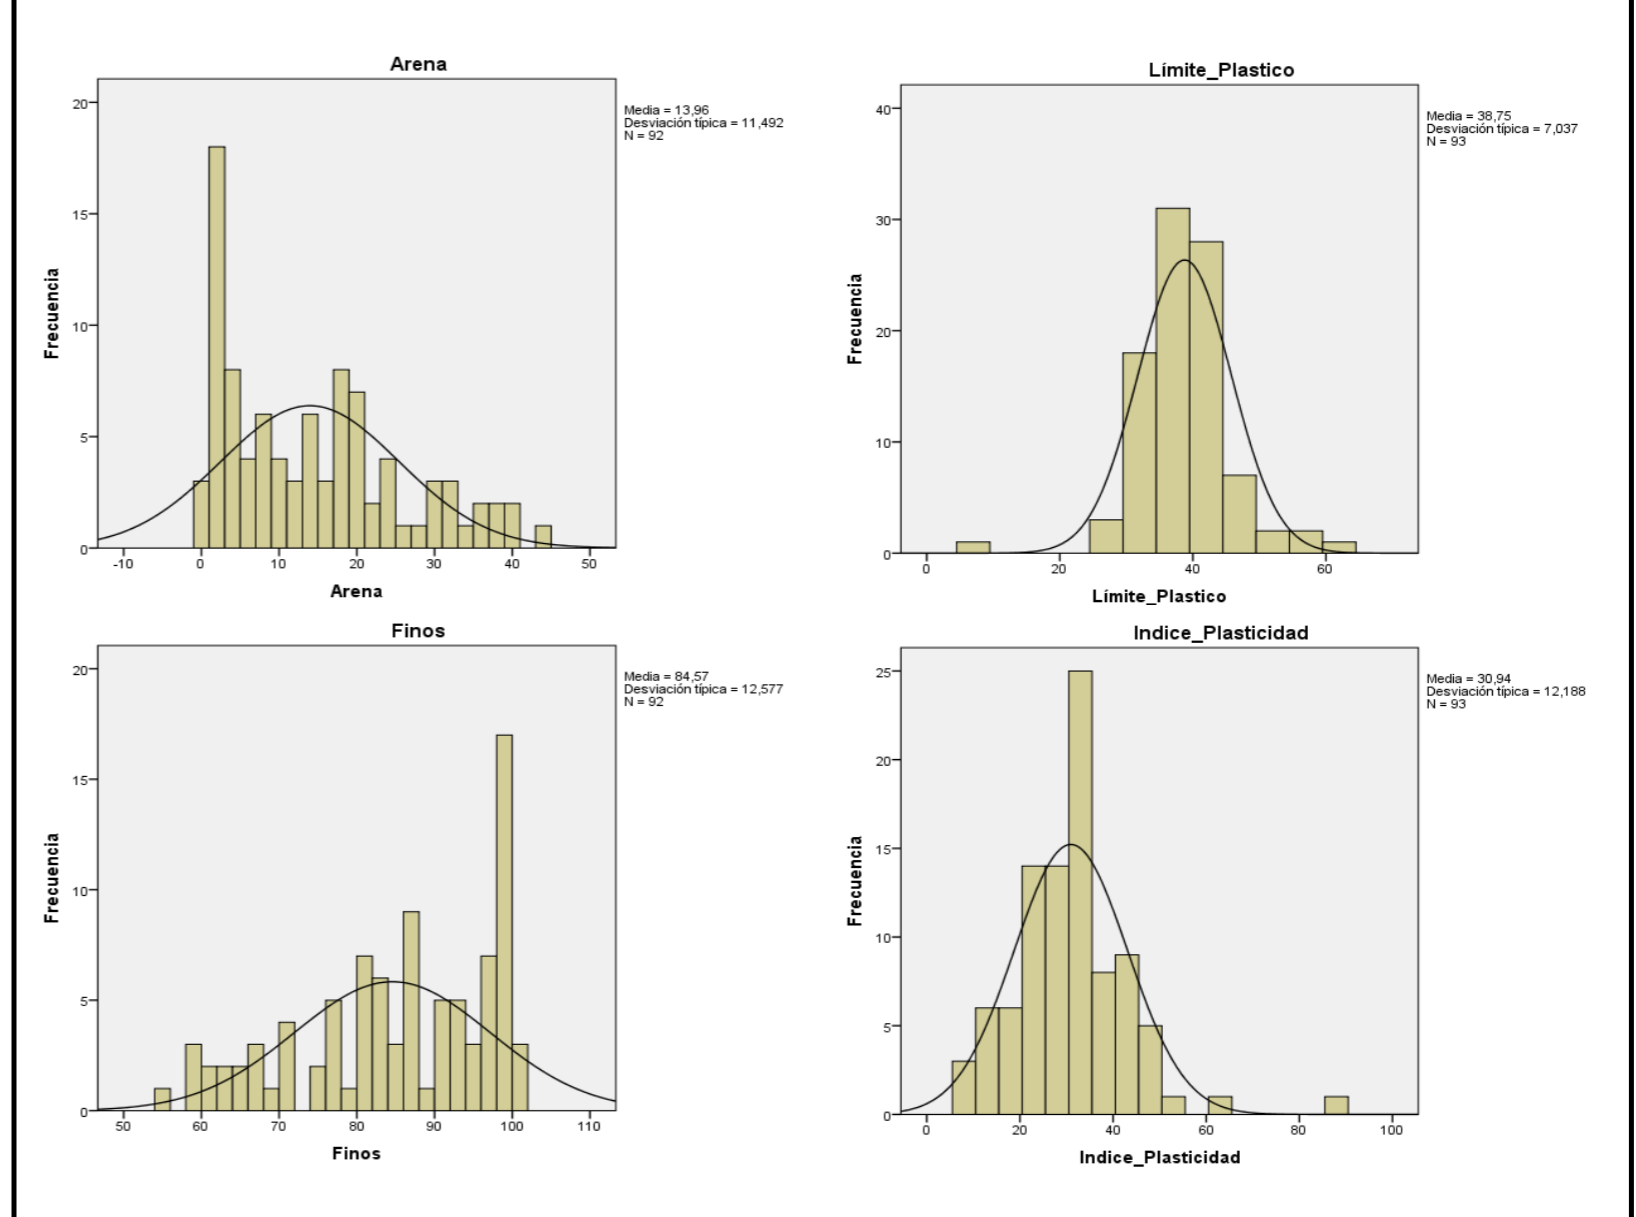 Arena
20
15
10
5
0
Frecuencia
-10 0 10 20 30 40 50
Arena
Media = 13,96
Desviación típica = 11,492
N = 92
Límite_Plastico
40
30
20
10
0
Frecuencia
0 20 40 60
Límite_Plastico
Media = 38,75
Desviación típica = 7,037
N = 93
Finos
20
15
10
5
0
Frecuencia
50 60 70 80 90 100 110
Finos
Media = 84,57
Desviación típica = 12,577
N = 92
Indice_Plasticidad
25
20
15
10
5
0
Frecuencia
0 20 40 60 80 100
Indice_Plasticidad
Media = 30,94
Desviación típica = 12,188
N = 93